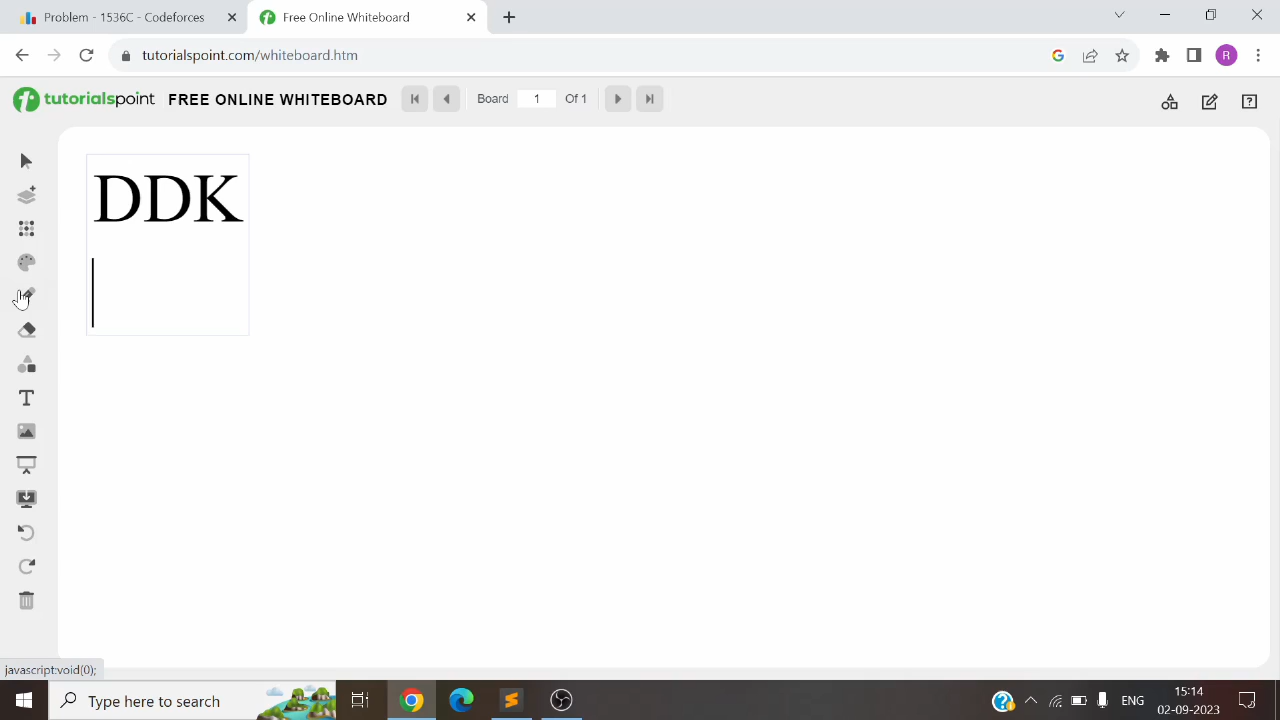 Problem - 1536C - Codeforces
Free Online Whiteboard
tutorialspoint.com/whiteboard.htm
G
R
tutorialspoint
FREE ONLINE WHITEBOARD
Board 1 Of 1
?
DDK
T
javascript:void(0);
Type here to search
ENG
15:14
02-09-2023